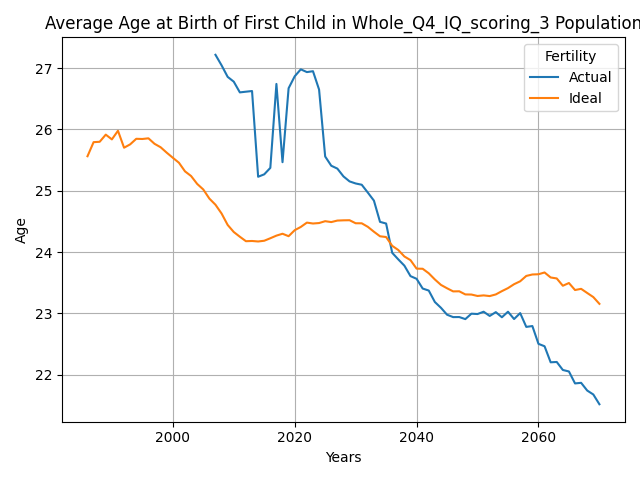 Average Age at Birth of First Child in Whole_Q4_IQ_scoring_3 Population
Fertility
Actual
Ideal
27
26
25
24
23
22
Age
2000
2020
2040
2060
Years